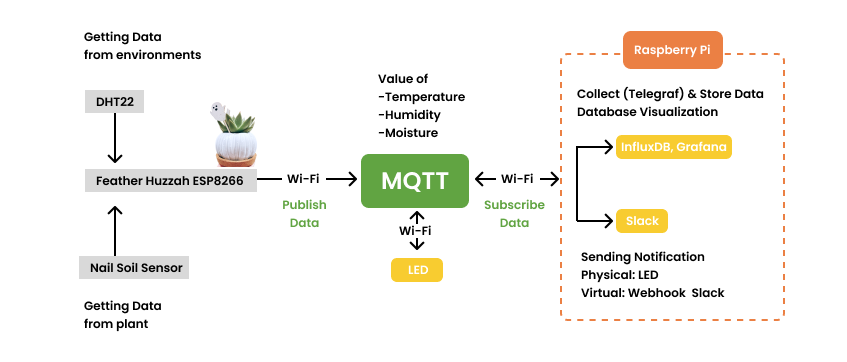 Getting Data
from environments
DHT22
Feather Huzzah ESP8266
Nail Soil Sensor
Getting Data
from plant
Wi-Fi
Publish
Data
Value of
-Temperature
-Humidity
-Moisture
MQTT
Wi-Fi
LED
Wi-Fi
Subscribe
Data
Raspberry Pi
Collect (Telegraf) & Store Data
Database Visualization
InfluxDB, Grafana
Slack
Sending Notification
Physical: LED
Virtual: Webhook Slack